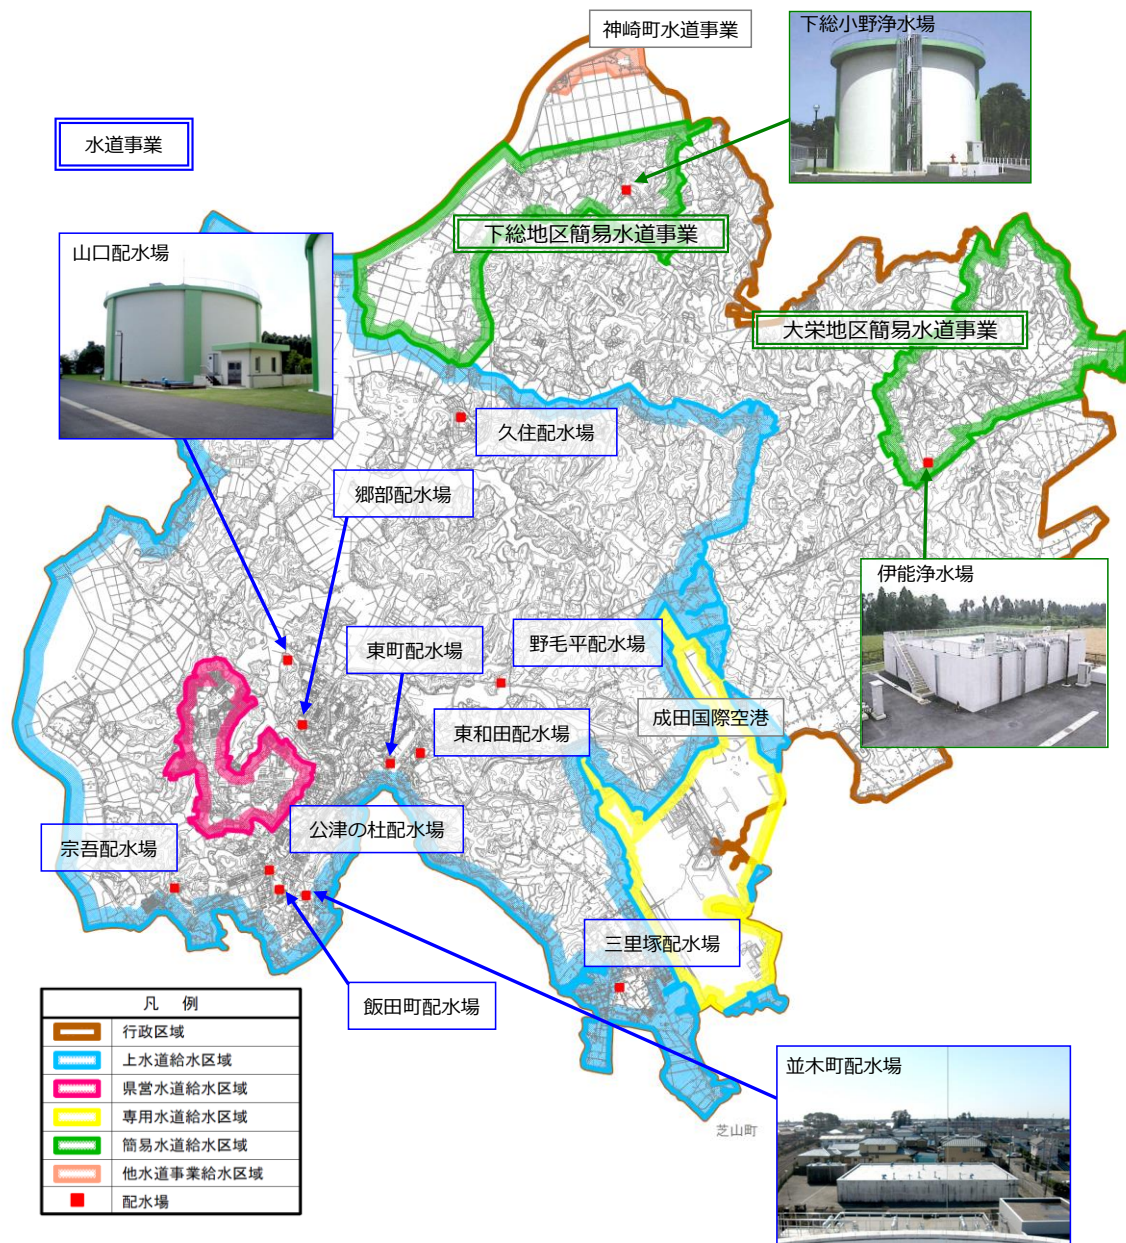 神崎町水道事業
下総小野浄水場
水道事業
下総地区簡易水道事業
山口配水場
大栄地区簡易水道事業
久住配水場
郷部配水場
伊能浄水場
東町配水場
野毛平配水場
成田国際空港
東和田配水場
公津の杜配水場
宗吾配水場
三里塚配水場
飯田町配水場
並木町配水場
芝山町
凡 例
行政区域
上水道給水区域
県営水道給水区域
専用水道給水区域
簡易水道給水区域
他水道事業給水区域
配水場